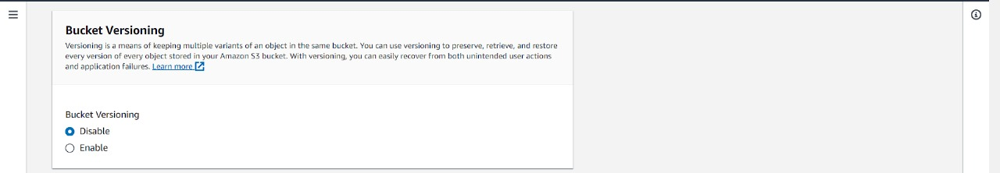 Bucket Versioning
Versioning is a means of keeping multiple variants of an object in the same bucket. You can use versioning to preserve, retrieve, and restore
every version of every object stored in your Amazon S3 bucket. With versioning, you can easily recover from both unintended user actions
and application failures. Learn more
Bucket Versioning
Disable
Enable